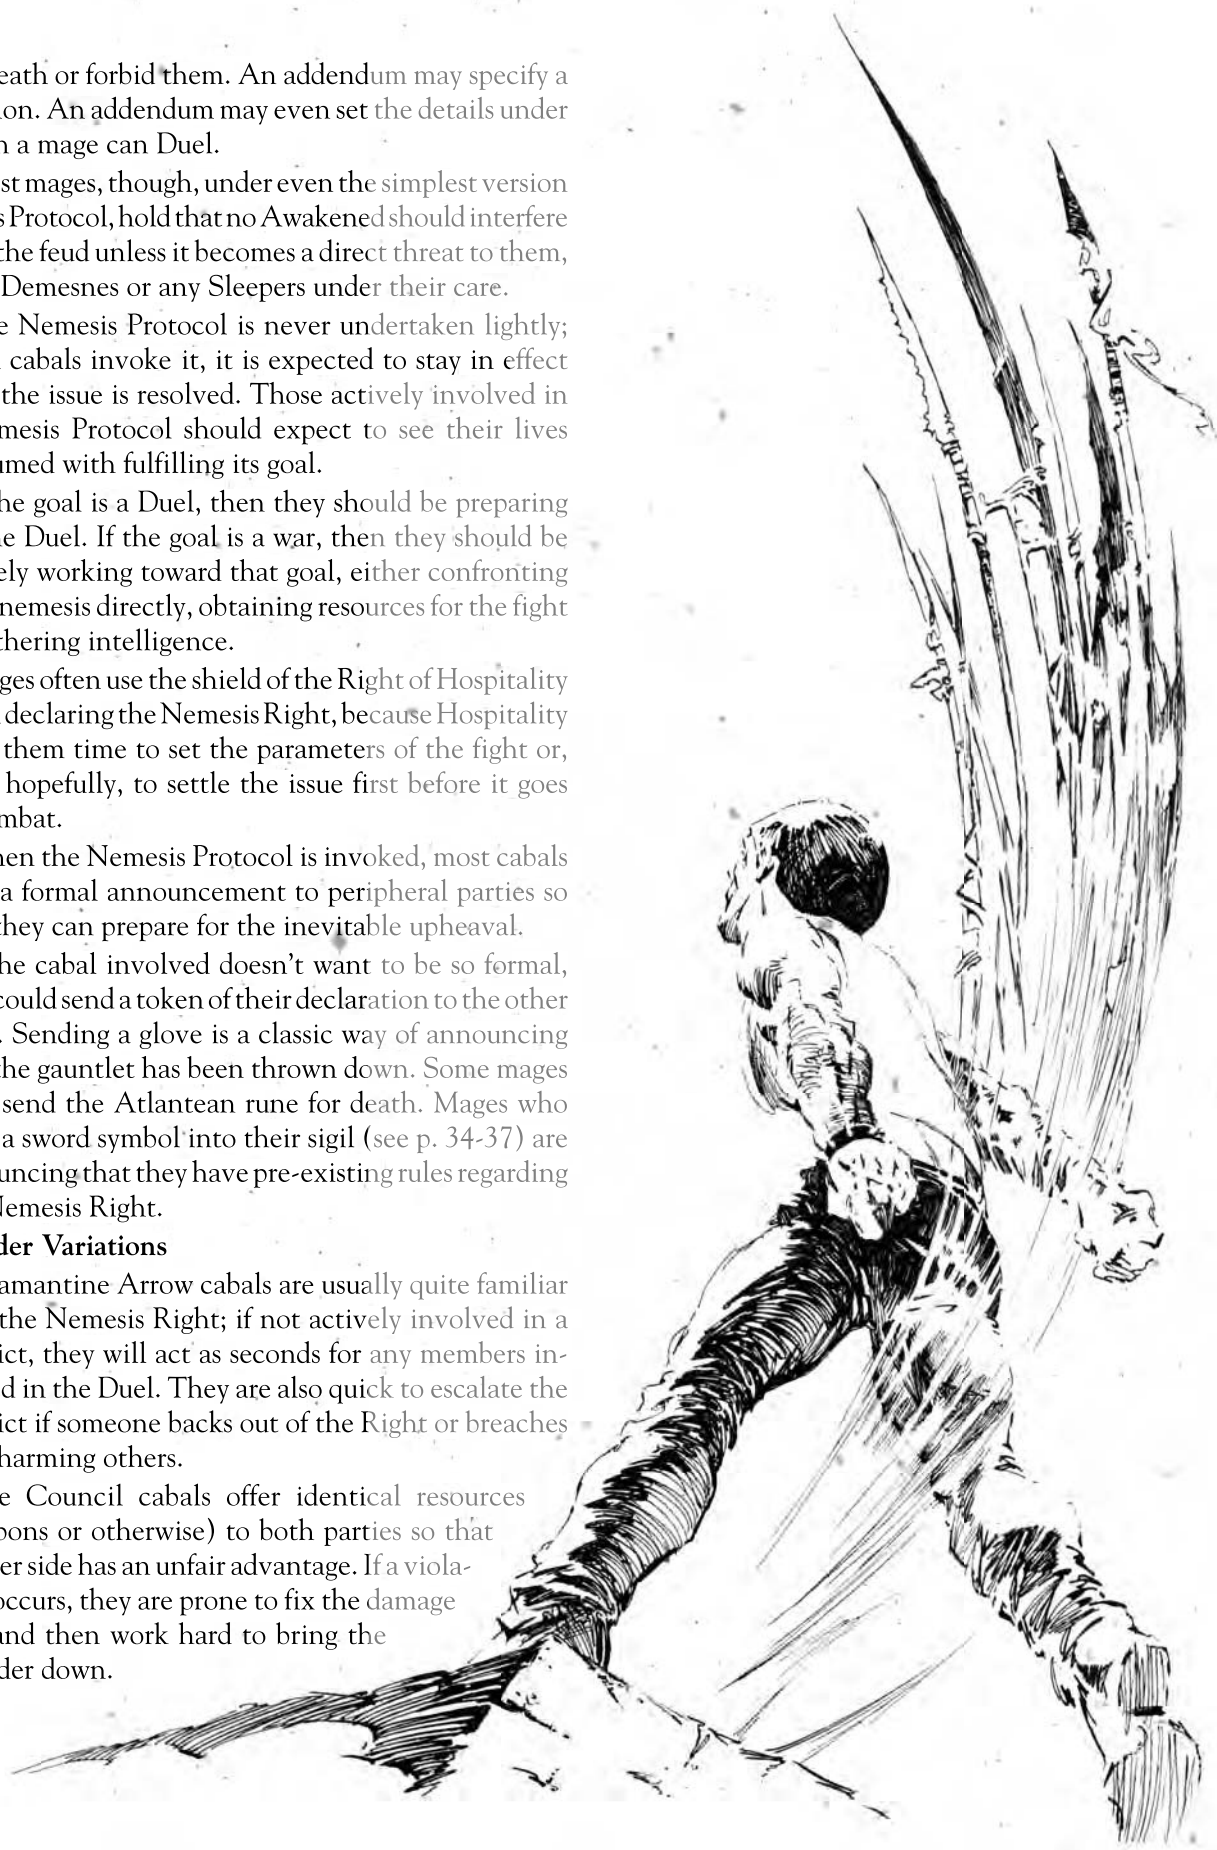 eath or forbid them. An addendum may specify a
ion. An addendum may even set the details under
h a mage can Duel.
st mages, though, under even the simplest version
s Protocol, hold that no Awakened should interfere
the feud unless it becomes a direct threat to them,
Demesnes or any Sleepers under their care.
e Nemesis Protocol is never undertaken lightly;
cabals invoke it, it is expected to stay in effect
the issue is resolved. Those actively involved in
mesis Protocol should expect to see their lives
umed with fulfilling its goal.
he goal is a Duel, then they should be preparing
he Duel. If the goal is a war, then they should be
ely working toward that goal, either confronting
nemesis directly, obtaining resources for the fight
thering intelligence.
ges often use the shield of the Right of Hospitality
declaring the Nemesis Right, because Hospitality
them time to set the parameters of the fight or,
hopefully, to settle the issue first before it goes
mbat.
hen the Nemesis Protocol is invoked, most cabals
a formal announcement to peripheral parties so
they can prepare for the inevitable upheaval.
he cabal involved doesn't want to be so formal,
could send a token of their declaration to the other
. Sending a glove is a classic way of announcing
the gauntlet has been thrown down. Some mages
send the Atlantean rune for death. Mages who
a sword symbol into their sigil (see p. 34-37) are
uncing that they have pre-existing rules regarding
Nemesis Right.
der Variations
amantine Arrow cabals are usually quite familiar
the Nemesis Right; if not actively involved in a
ict, they will act as seconds for any members in-
d in the Duel. They are also quick to escalate the
ict if someone backs out of the Right or breaches
harming others.
e Council cabals offer identical resources
pons or otherwise) to both parties so that
er side has an unfair advantage. If a viola-
occurs, they are prone to fix the damage
and then work hard to bring the
der down.